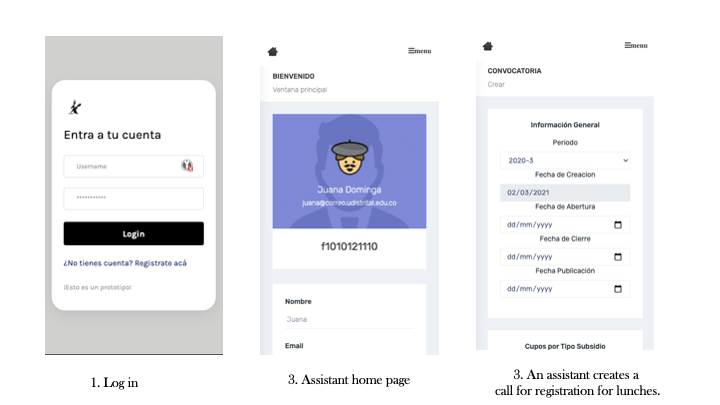 Entra a tu cuenta
Username
***********
Login
¿No tienes cuenta? Registrate acá
¡Esto es un prototipo!
1. Log in
menu
BIENVENIDO
Ventana principal
Juana Dominga
juana@correo.udistrital.edu.co
f1010121110
Nombre
Juana
Email
3. Assistant home page
menu
CONVOCATORIA
Crear
Información General
Periodo
2020-3
Fecha de Creacion
02/03/2021
Fecha de Abertura
dd/mm/yyyy
Fecha de Cierre
dd/mm/yyyy
Fecha Publicación
dd/mm/yyyy
Cupos por Tipo Subsidio
3. An assistant creates a
call for registration for lunches.